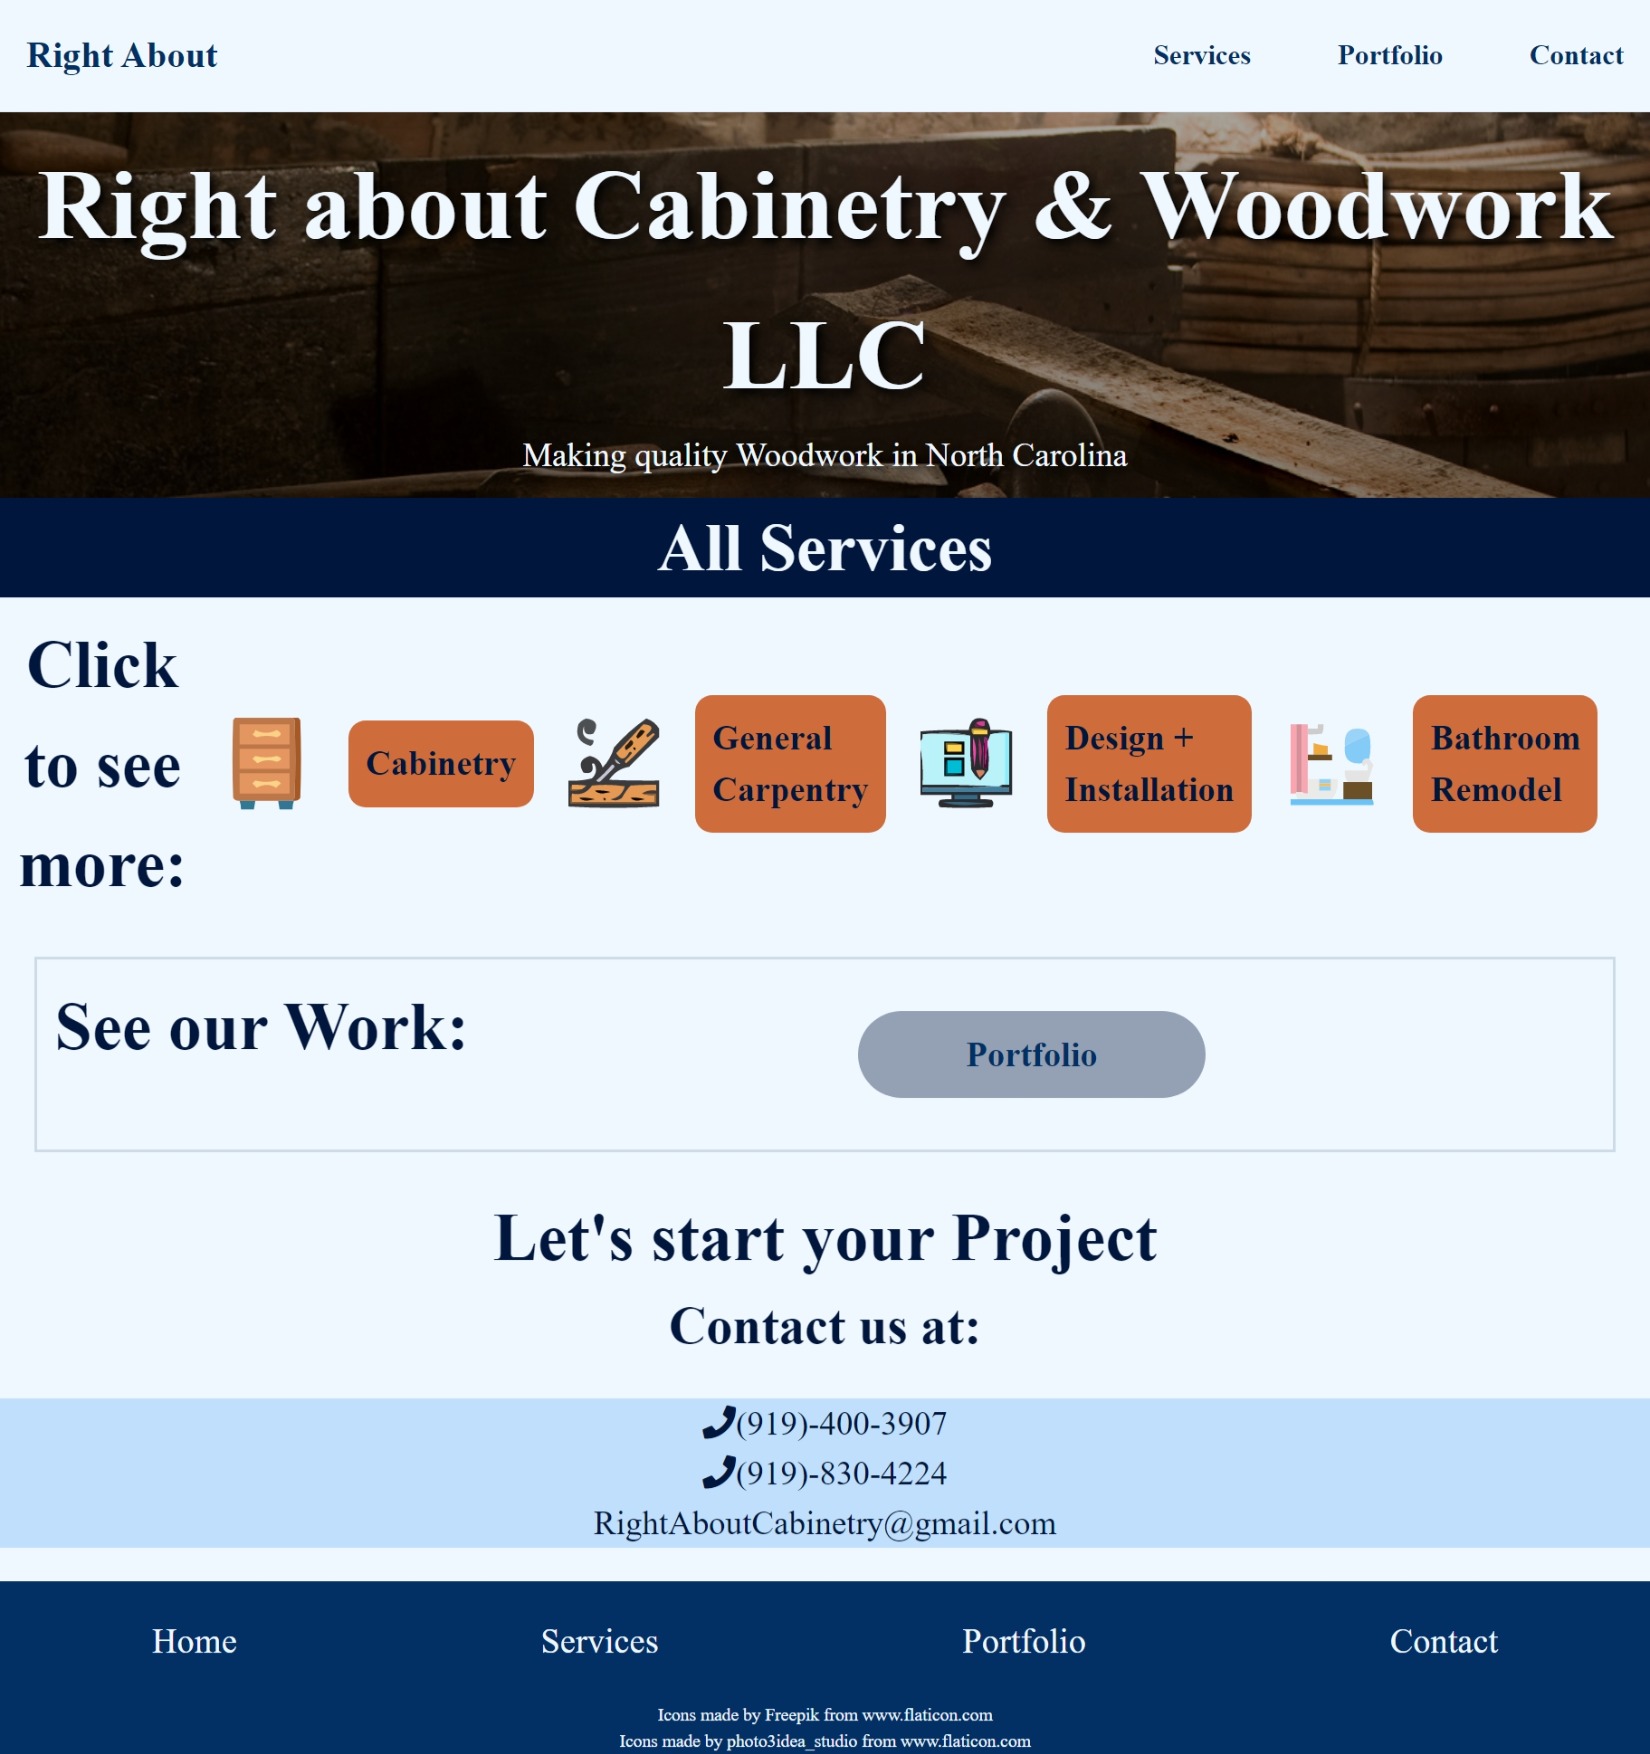 Right About
Services
Portfolio
Contact
Right about Cabinetry & Woodwork
LLC
Making quality Woodwork in North Carolina
All Services
Click
to see
more:
Cabinetry
General
Carpentry
Design +
Installation
Bathroom
Remodel
See our Work:
Portfolio
Let's start your Project
Contact us at:
(919)-400-3907
(919)-830-4224
RightAboutCabinetry@gmail.com
Home
Services
Portfolio
Contact
Icons made by Freepik from www.flaticon.com
Icons made by photo3idea_studio from www.flaticon.com